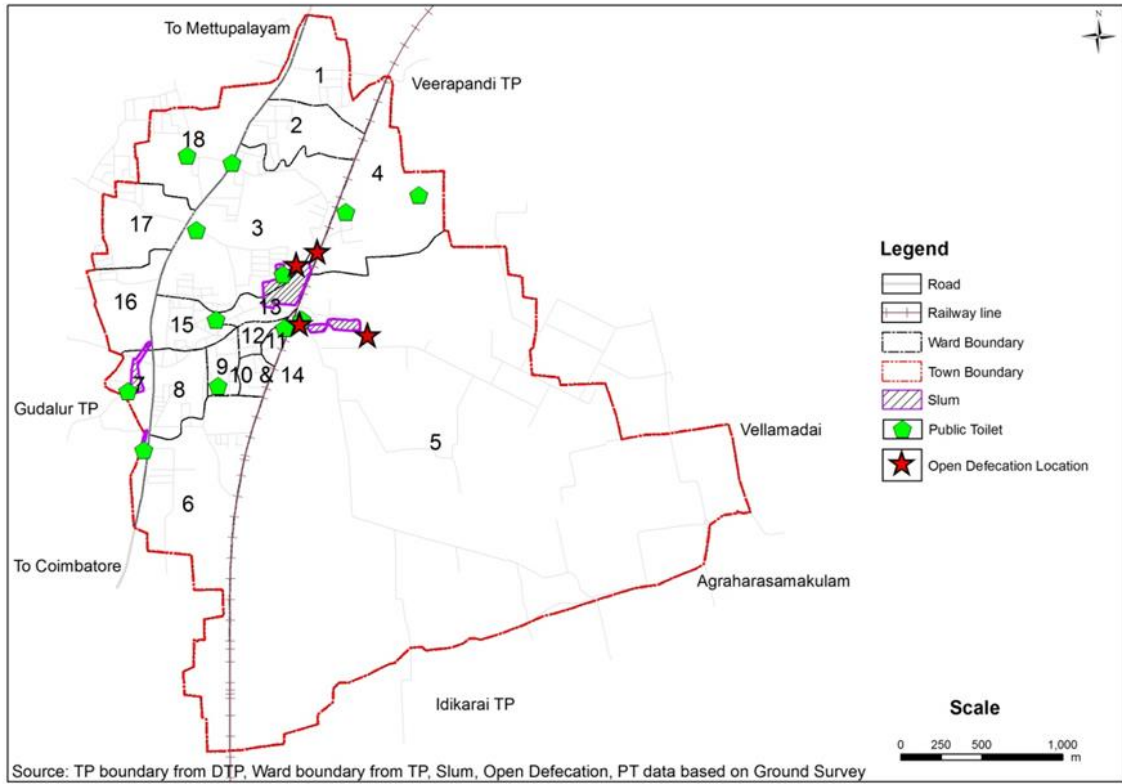 To Mettupalayam
N
Veerapandi TP
1
2
18
4
17
3
Legend
Road
Railway line
Ward Boundary
Town Boundary
Slum
Public Toilet
Open Defecation Location
16
13
15
12
11
9
10 & 14
7
8
Gudalur TP
5
Vellamadai
6
To Coimbatore
Agraharasamakulam
Idikarai TP
Scale
0 250 500 1,000
m
Source: TP boundary from DTP, Ward boundary from TP, Slum, Open Defecation, PT data based on Ground Survey